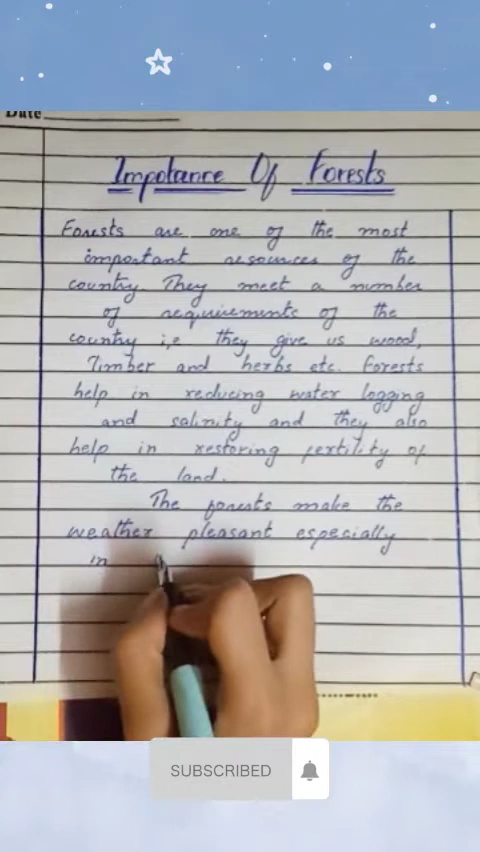 Date
Impotance Of Forests
Forests are one of the most
important resources of the
country. They meet a number
of requirements of the
country i,e they give us wood,
Timber and herbs etc. Forests
help in reducing water logging
and salinity and they also
help in restoring fertility of
the land.
The forests make the
weather pleasant especially
in
SUBSCRIBED